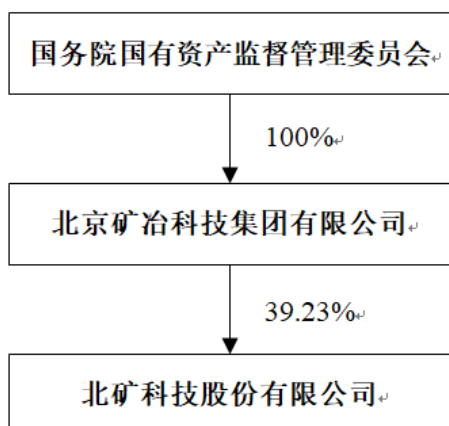 国务院国有资产监督管理委员会
100%
北京矿冶科技集团有限公司
39.23%
北矿科技股份有限公司